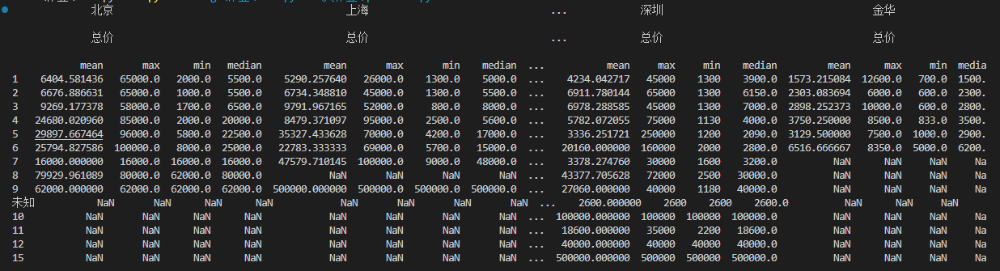 北京 上海 ... 深圳 金华
总价 总价 ... 总价 总价
mean max min median mean max min median ... mean max min median mean max min media
1 6404.581436 65000.0 2000.0 5500.0 5290.257640 26000.0 1300.0 5000.0 ... 4234.042717 45000 1300 3900.0 1573.215084 12600.0 700.0 1500.
2 6676.886631 65000.0 1000.0 5500.0 6734.348810 45000.0 1300.0 5500.0 ... 6911.780144 65000 1300 6150.0 2303.083694 6000.0 600.0 2300.
3 9269.177378 58000.0 1700.0 6500.0 9791.967165 52000.0 800.0 8000.0 ... 6978.288585 45000 1300 7000.0 2898.252373 10000.0 600.0 2800.
4 24680.020960 85000.0 2000.0 20000.0 8479.371097 95000.0 2500.0 5600.0 ... 5782.072055 75000 1130 4000.0 3750.250000 8500.0 833.0 3500.
5 29897.667464 96000.0 5800.0 22500.0 35327.433628 70000.0 4200.0 17000.0 ... 3336.251721 250000 1200 2090.0 3129.500000 7500.0 1000.0 2900.
6 25794.827586 100000.0 8000.0 25000.0 22783.333333 69000.0 5700.0 15000.0 ... 20160.000000 160000 2000 2800.0 6516.666667 8350.0 5000.0 6200.
7 16000.000000 16000.0 16000.0 16000.0 47579.710145 100000.0 9000.0 48000.0 ... 3378.274760 30000 1600 3200.0 NaN NaN NaN Na
8 79929.961089 80000.0 62000.0 80000.0 NaN NaN NaN NaN ... 43377.705628 72000 2500 30000.0 NaN NaN NaN Na
9 62000.000000 62000.0 62000.0 62000.0 500000.000000 500000.0 500000.0 500000.0 ... 27060.000000 40000 1180 40000.0 NaN NaN NaN Na
未知 NaN NaN NaN NaN NaN NaN NaN NaN ... 2600.000000 2600 2600 2600.0 NaN NaN NaN
10 NaN NaN NaN NaN NaN NaN NaN NaN ... 100000.000000 100000 100000 100000.0 NaN NaN NaN Na
11 NaN NaN NaN NaN NaN NaN NaN NaN ... 18600.000000 35000 2200 18600.0 NaN NaN NaN Na
12 NaN NaN NaN NaN NaN NaN NaN NaN ... 40000.000000 40000 40000 40000.0 NaN NaN NaN Na
15 NaN NaN NaN NaN NaN NaN NaN NaN ... 500000.000000 500000 500000 500000.0 NaN NaN NaN Na